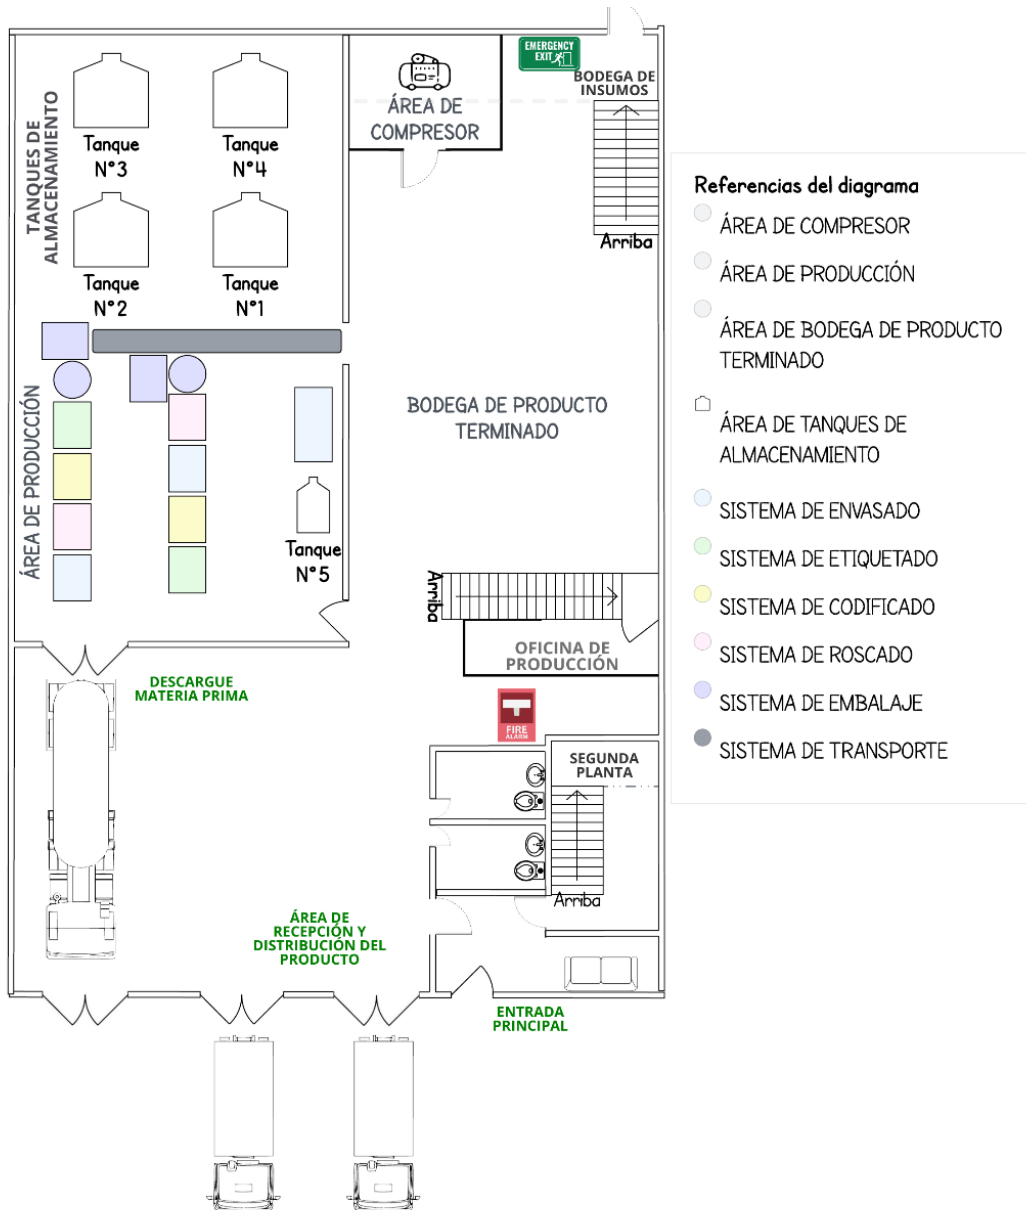 EMERGENCY
EXIT
BODEGA DE
INSUMOS
ÁREA DE
COMPRESOR
TANQUES DE
ALMACENAMIENTO
Tanque
N°3
Tanque
N°4
Tanque
N°2
Tanque
N°1
Arriba
ÁREA DE PRODUCCIÓN
BODEGA DE PRODUCTO
TERMINADO
Tanque
N°5
Arriba
OFICINA DE
PRODUCCIÓN
DESCARGUE
MATERIA PRIMA
FIRE
ALARM
SEGUNDA
PLANTA
Arriba
ÁREA DE
RECEPCIÓN Y
DISTRIBUCIÓN DEL
PRODUCTO
ENTRADA
PRINCIPAL
Referencias del diagrama
ÁREA DE COMPRESOR
ÁREA DE PRODUCCIÓN
ÁREA DE BODEGA DE PRODUCTO
TERMINADO
ÁREA DE TANQUES DE
ALMACENAMIENTO
SISTEMA DE ENVASADO
SISTEMA DE ETIQUETADO
SISTEMA DE CODIFICADO
SISTEMA DE ROSCADO
SISTEMA DE EMBALAJE
SISTEMA DE TRANSPORTE